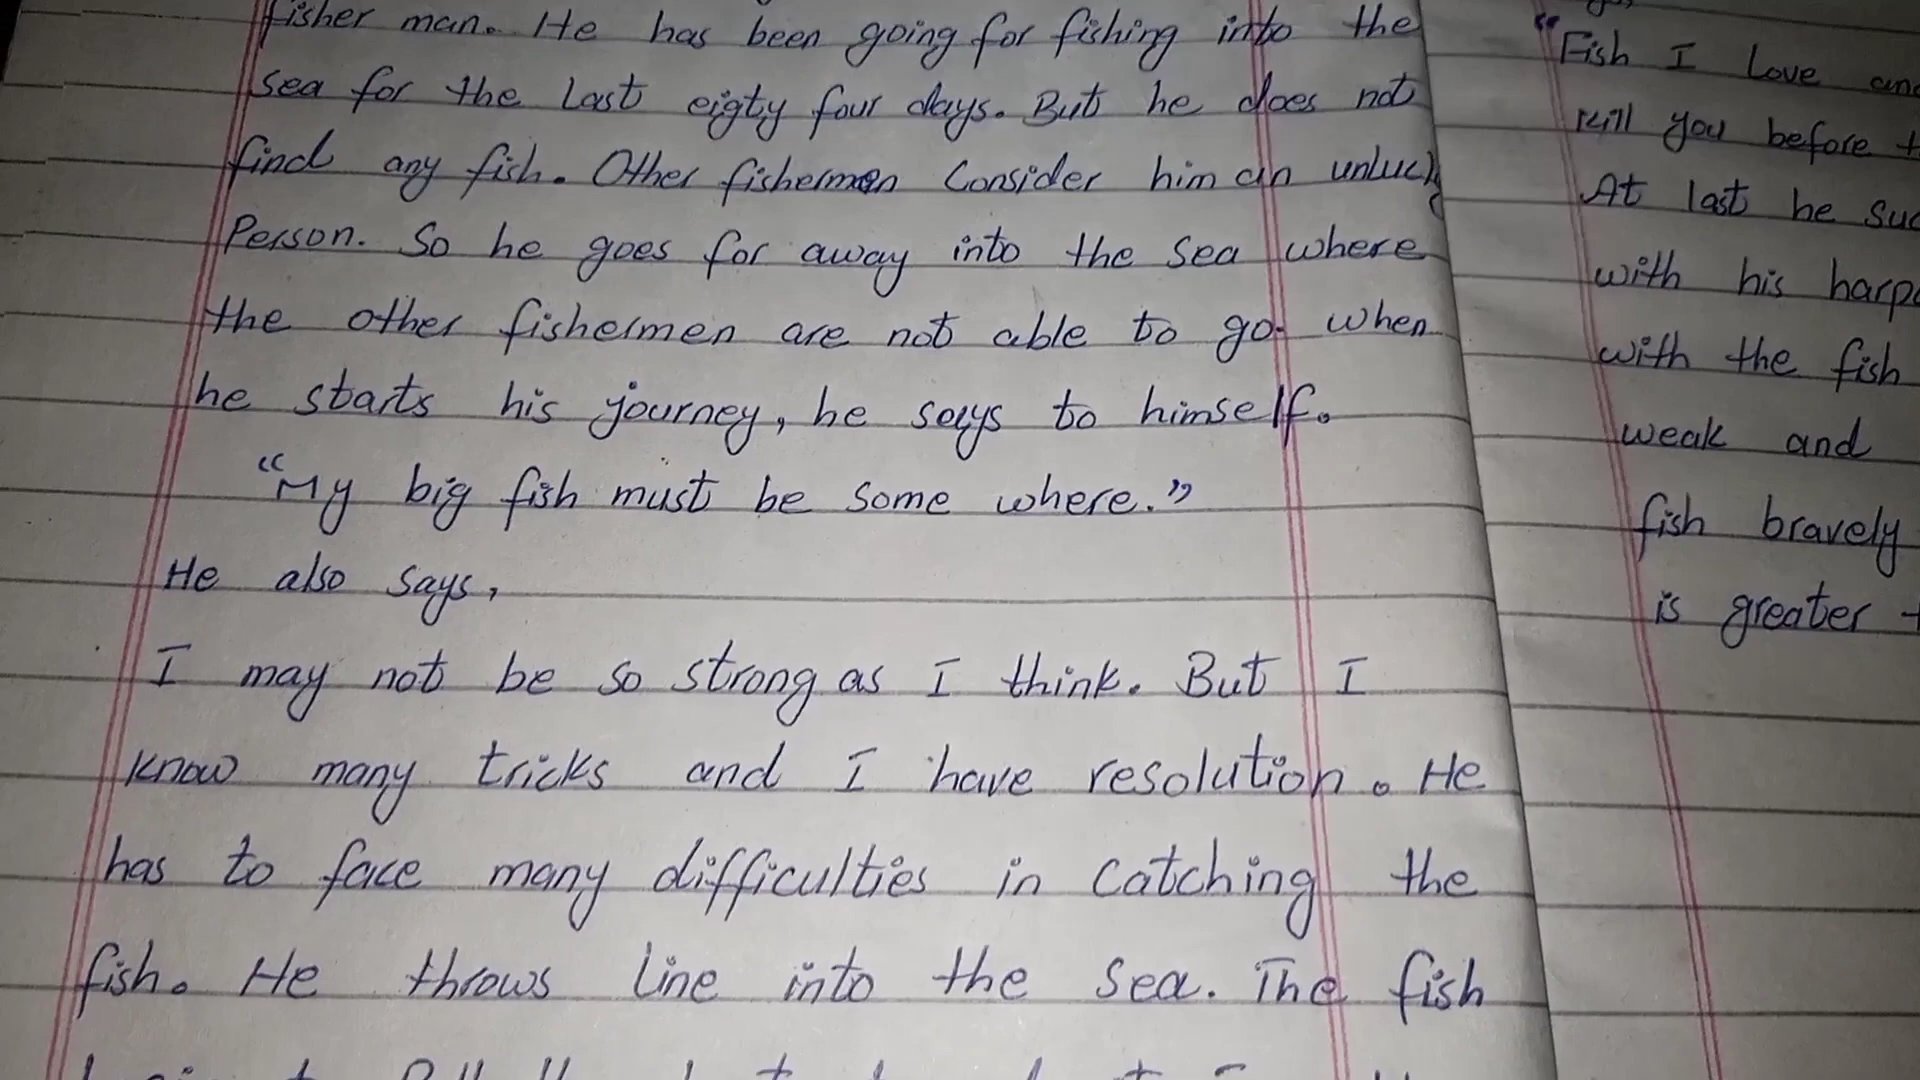 fisher man. He has been going for fishing into the
sea for the last eigty four days. But he does not
find any fish. Other fishermen Consider him an unlucky
Person. So he goes for away into the sea where
the other fishermen are not able to go. when
he starts his journey, he says to himself.
“My big fish must be some where.”
He also says,
I may not be so strong as I think. But I
know many tricks and I have resolution. He
has to face many difficulties in catching the
fish. He throws line into the sea. The fish
“Fish I love and
kill you before
At last he
with his
with the fish
weak and
fish bravely
is greater